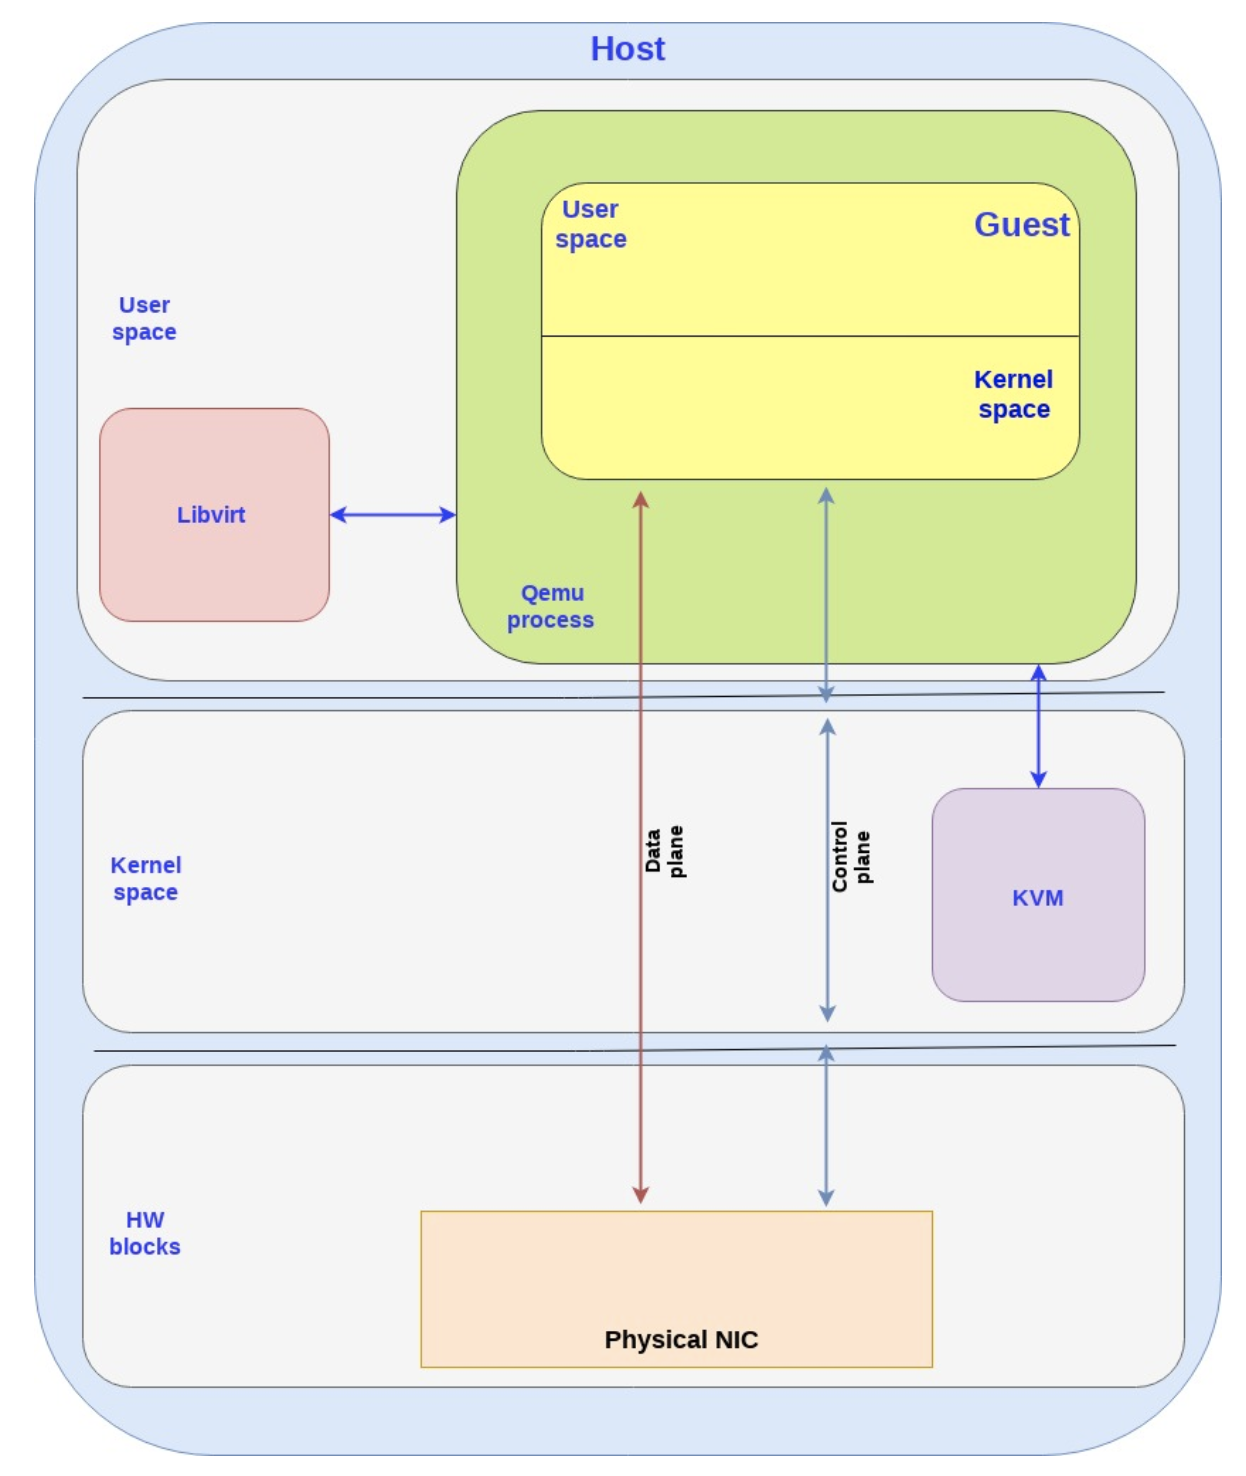 Host
User
space
Guest
User
space
Kernel
space
Libvirt
Qemu
process
Data
plane
Control
plane
Kernel
space
KVM
HW
blocks
Physical NIC